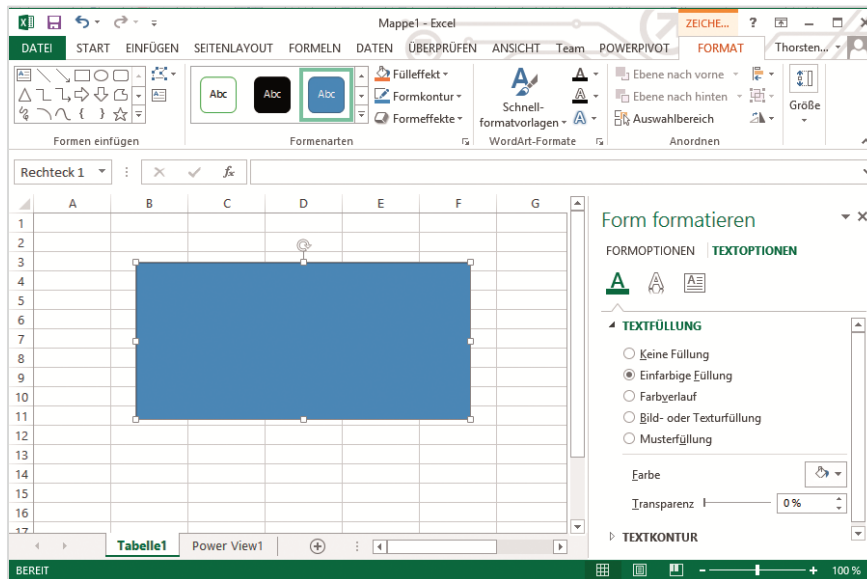 Mappe1 - Excel
ZEICHE...
?
DATEI START EINFÜGEN SEITENLAYOUT FORMELN DATEN ÜBERPRÜFEN ANSICHT Team POWERPIVOT FORMAT Thorsten...
Abc Abc Abc
Fülleffekt
Formkontur
Formeffekte
Schnell-
formatvorlagen
Ebene nach vorne
Ebene nach hinten
Auswahlbereich
Größe
Formen einfügen Formenarten WordArt-Formate Anordnen
Rechteck 1 fx
A B C D E F G
1
2
3
4
5
6
7
8
9
10
11
12
13
14
15
16
17
Form formatieren
FORMOPTIONEN TEXTOPTIONEN
TEXTFÜLLUNG
Keine Füllung
Einfarbige Füllung
Farbverlauf
Bild- oder Texturfüllung
Musterfüllung
Farbe
Transparenz 0 %
TEXTKONTUR
Tabelle1 Power View1
BEREIT 100 %